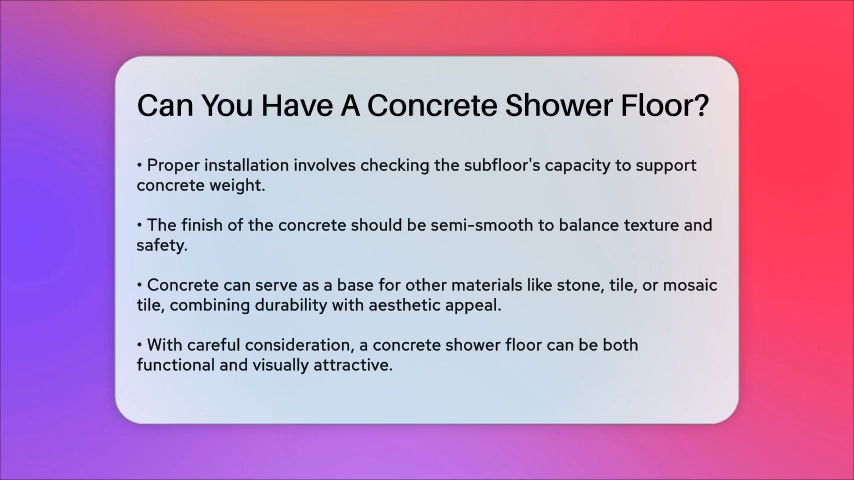 Can You Have A Concrete Shower Floor?
• Proper installation involves checking the subfloor's capacity to support
concrete weight.
• The finish of the concrete should be semi-smooth to balance texture and
safety.
• Concrete can serve as a base for other materials like stone, tile, or mosaic
tile, combining durability with aesthetic appeal.
• With careful consideration, a concrete shower floor can be both
functional and visually attractive.